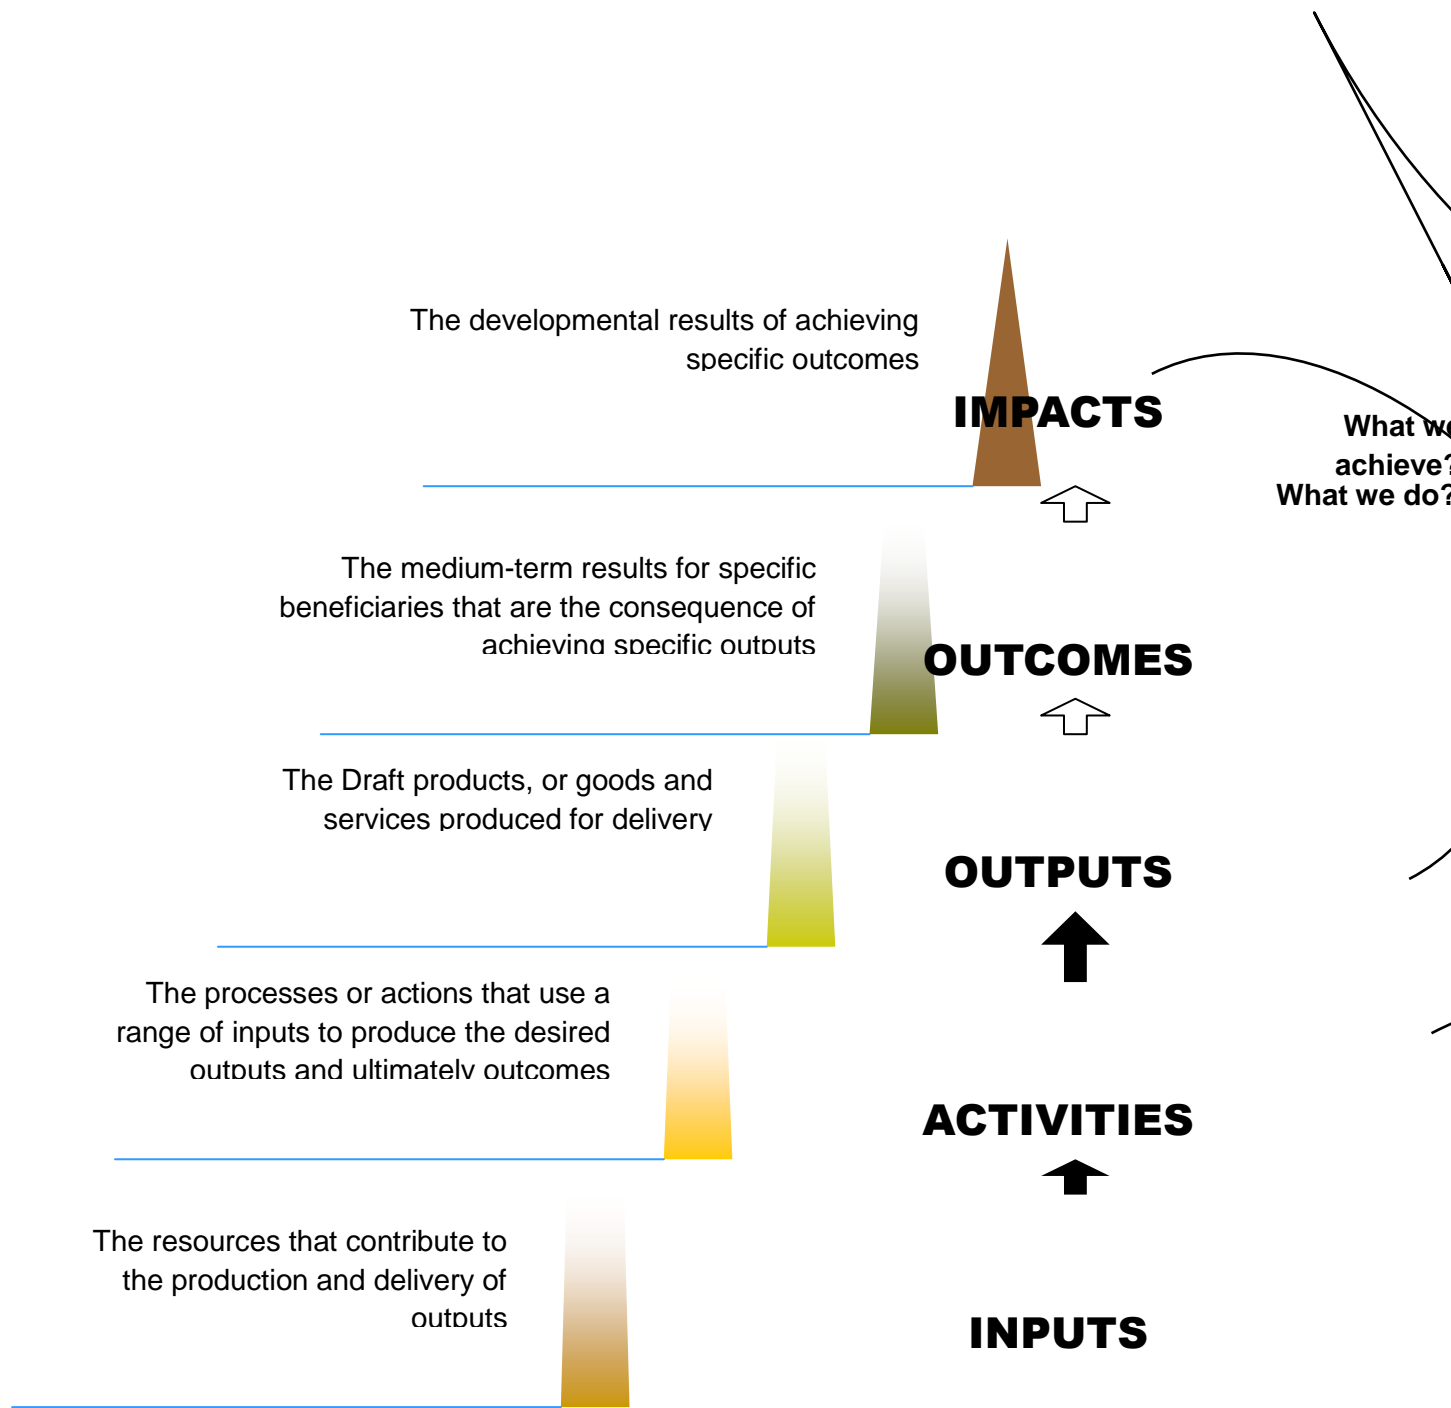 The developmental results of achieving
specific outcomes
IMPACTS
What we
achieve?
What we do?
The medium-term results for specific
beneficiaries that are the consequence of
achieving specific outputs
OUTCOMES
The Draft products, or goods and
services produced for delivery
OUTPUTS
The processes or actions that use a
range of inputs to produce the desired
outputs and ultimately outcomes
ACTIVITIES
The resources that contribute to
the production and delivery of
outputs
INPUTS